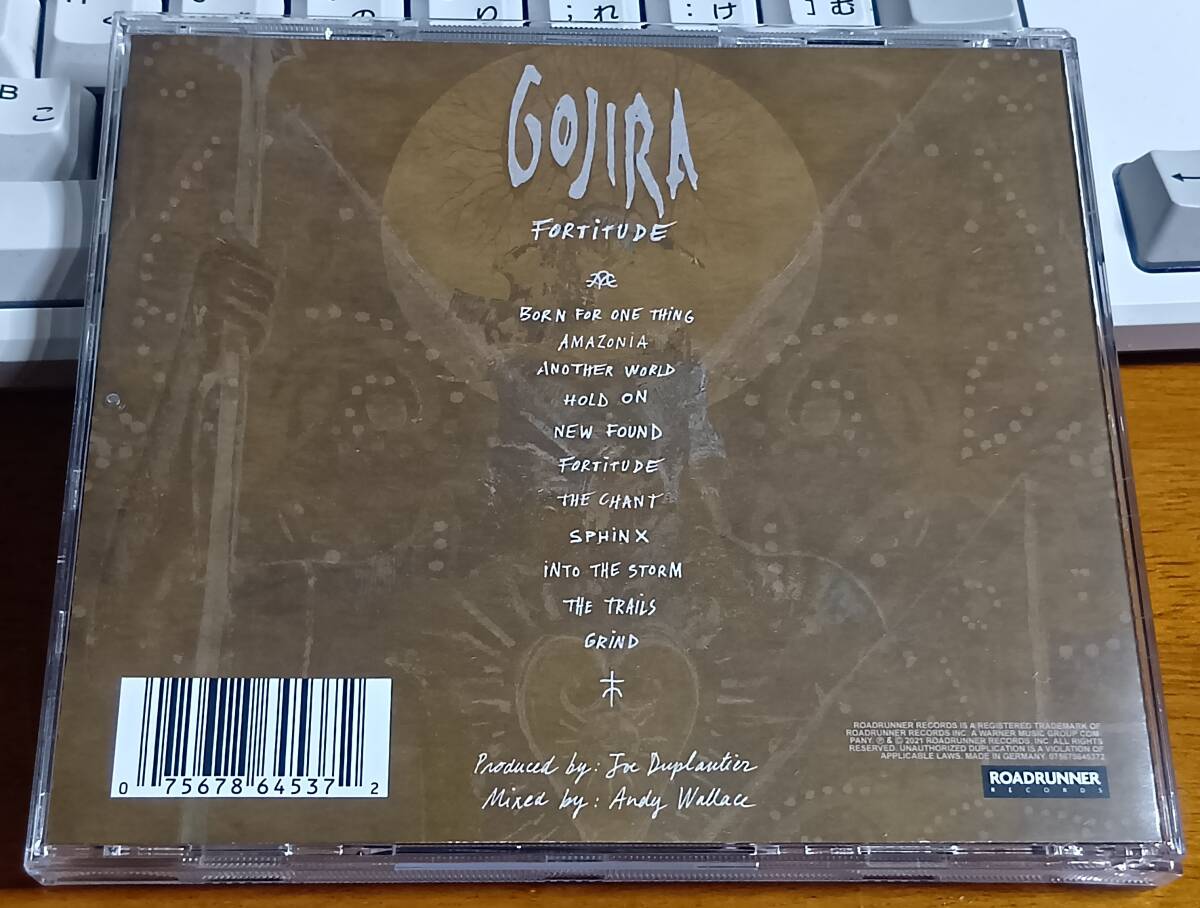 の り ; れ : け ] む
B こ
GOJIRA
FORTITUDE
BORN FOR ONE THING
AMAZONIA
ANOTHER WORLD
HOLD ON
NEW FOUND
FORTITUDE
THE CHANT
SPHINX
INTO THE STORM
THE TRAILS
GRIND
Produced by: Joe Duplantier
Mixed by: Andy Wallace
0 75678 64537 2
ROADRUNNER RECORDS IS A REGISTERED TRADEMARK OF
ROADRUNNER RECORDS INC. A WARNER MUSIC GROUP COM-
PANY. ℗ & © 2021 ROADRUNNER RECORDS INC. ALL RIGHTS
RESERVED. UNAUTHORIZED DUPLICATION IS A VIOLATION OF
APPLICABLE LAWS. MADE IN GERMANY. 075678645372
ROADRUNNER
RECORDS